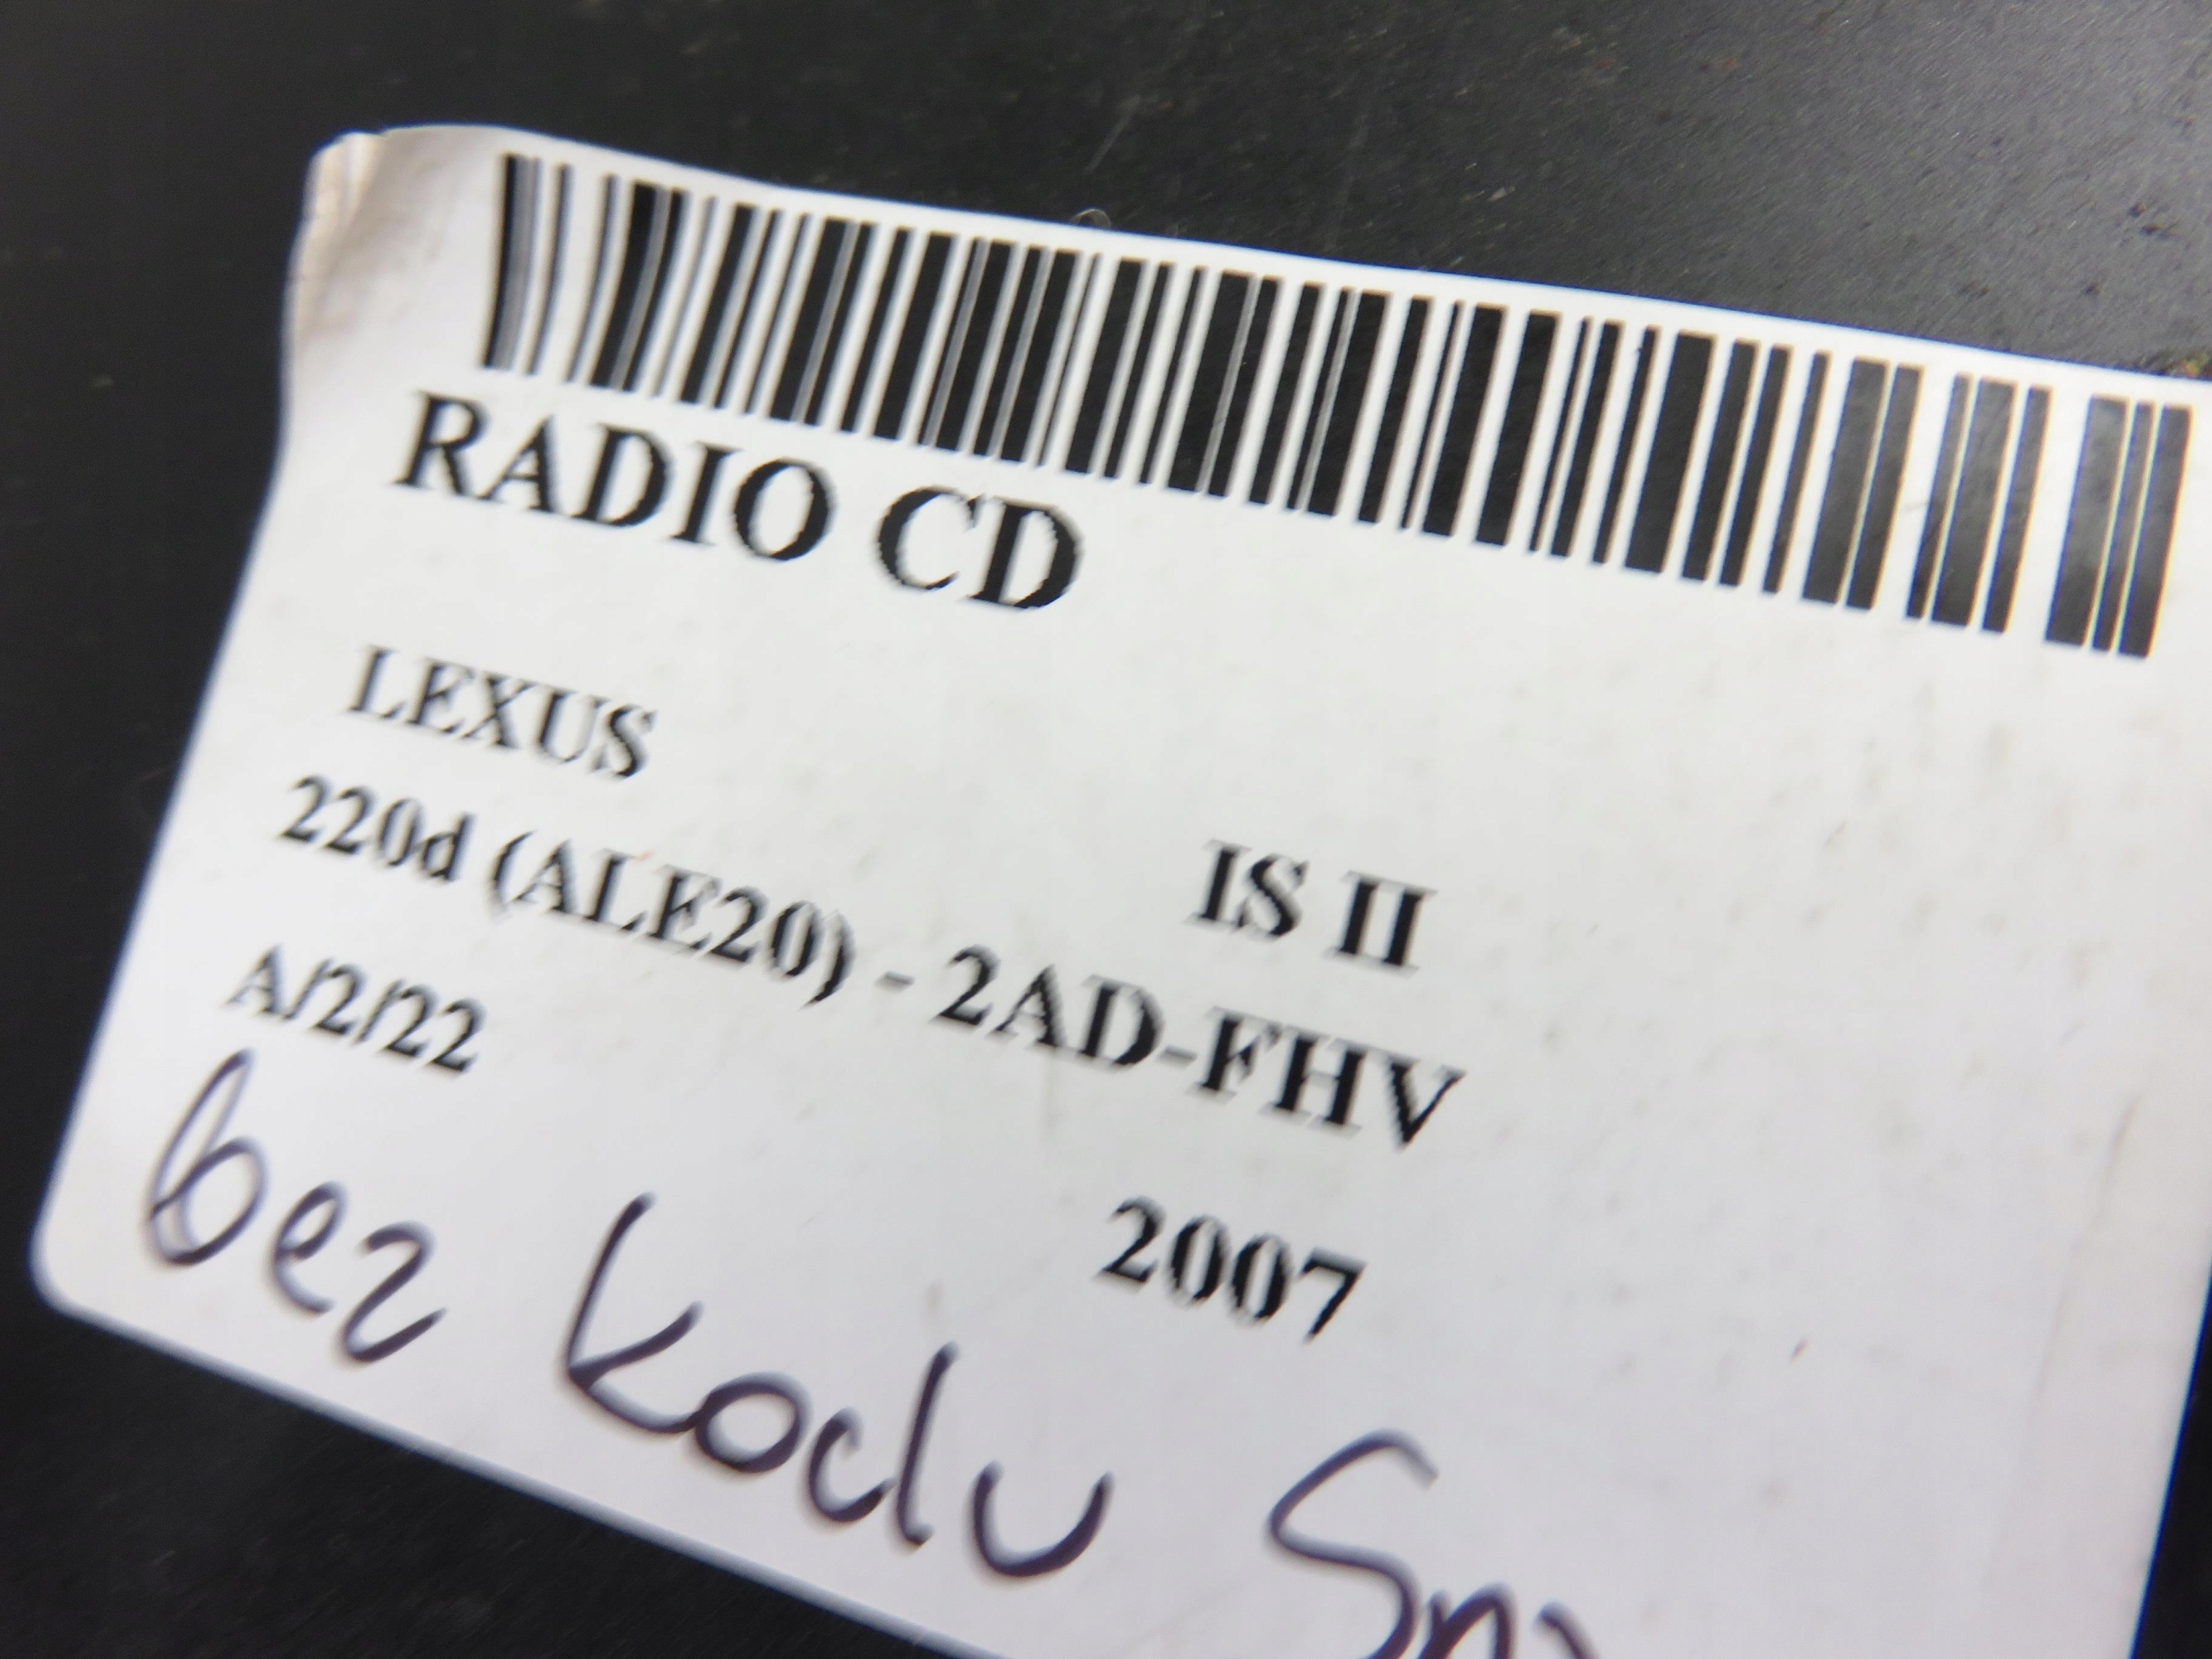 RADIO CD
LEXUS IS II
220d (ALE20) - 2AD-FHV
A/2/22 2007
bez kodu